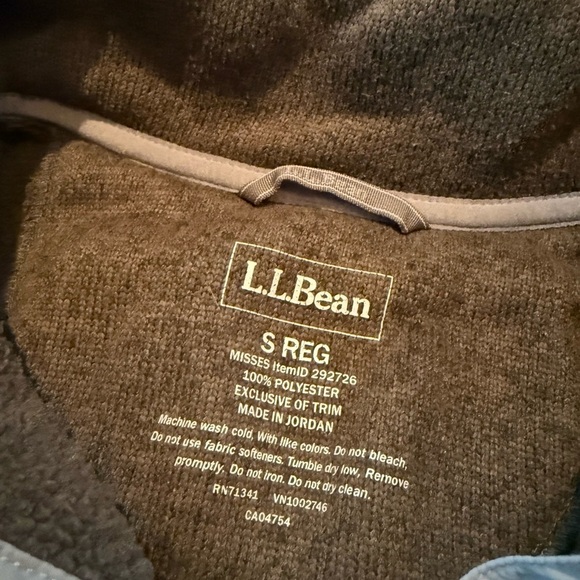 L.L.Bean
S REG
MISSES itemID 292726
100% POLYESTER
EXCLUSIVE OF TRIM
MADE IN JORDAN
Machine wash cold, With like colors. Do not bleach,
Do not use fabric softeners. Tumble dry low, Remove
promptly. Do not iron. Do not dry clean.
RN71341 VN1002746
CA04754